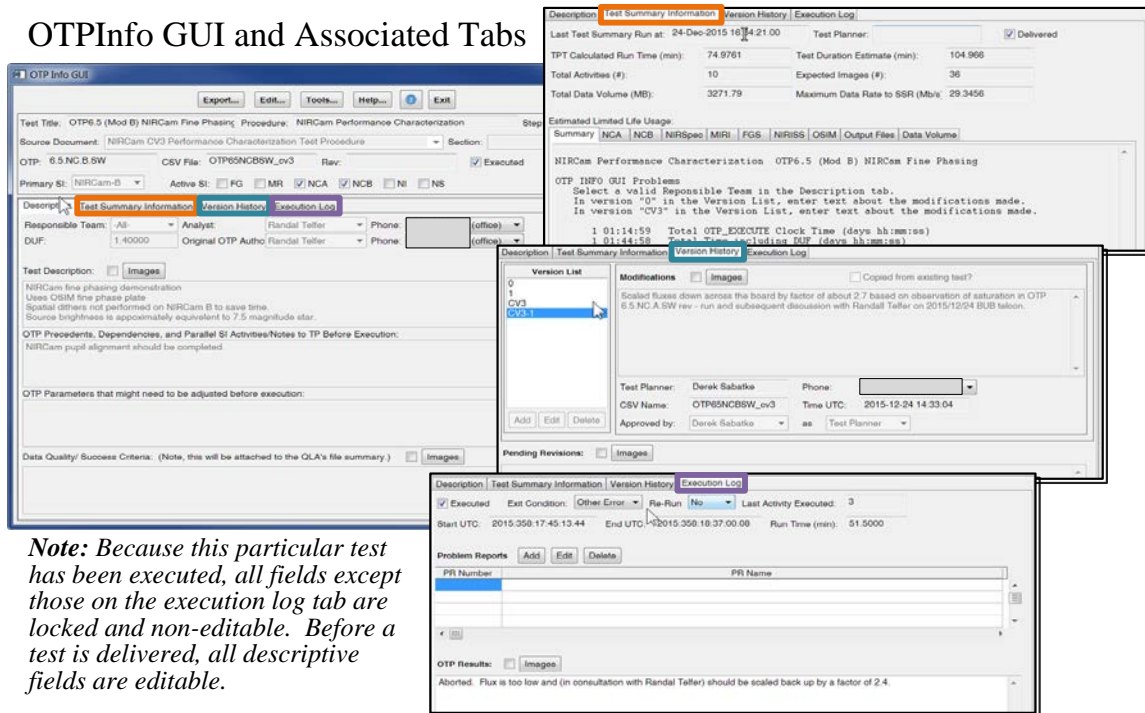 OTPInfo GUI and Associated Tabs
OTP Info GUI
Export... Edit... Tools... Help... Exit
Test Title: OTP6.5 (Mod B) NIRCam Fine Phasing Procedure: NIRCam Performance Characterization Step
Source Document: NIRCam CV3 Performance Characterization Test Procedure Section:
OTP: 6.5.NC.B.SW CSV File: OTP65NCBSW_cv3 Rev: Executed
Primary SI: NIRCam-B Active SI: FG MR NCA NCB NI NS
Descript Test Summary Information Version History Execution Log
Responsible Team: -All- Analyst: Randal Telfer Phone: (office)
DUF: 1.40000 Original OTP Autho Randal Telfer Phone: (office)
Test Description: Images
NIRCam fine phasing demonstration
Uses OSIM fine phase plate
Spatial dithers not performed on NIRCam B to save time.
Source brightness is appoximately equivalent to 7.5 magnitude star.
OTP Precedents, Dependencies, and Parallel SI Activities/Notes to TP Before Execution:
NIRCam pupil alignment should be completed.
OTP Parameters that might need to be adjusted before execution:
Data Quality/ Success Criteria: (Note, this will be attached to the QLA's file summary.) Images
Description Test Summary Information Version History Execution Log
Last Test Summary Run at: 24-Dec-2015 16: 4:21.00 Test Planner: Delivered
TPT Calculated Run Time (min): 74.9761 Test Duration Estimate (min): 104.966
Total Activities (#): 10 Expected Images (#): 36
Total Data Volume (MB): 3271.79 Maximum Data Rate to SSR (Mb/s 29.3456
Estimated Limited Life Usage:
Summary NCA NCB NIRSpec MIRI FGS NIRISS OSIM Output Files Data Volume
NIRCam Performance Characterization OTP6.5 (Mod B) NIRCam Fine Phasing
OTP INFO GUI Problems
Select a valid Reponsible Team in the Description tab.
In version "0" in the Version List, enter text about the modifications made.
In version "CV3" in the Version List, enter text about the modifications made.
1 01:14:59 Total OTP_EXECUTE Clock Time (days hh:mm:ss)
1 01:44:58 Total Time including DUF (days hh:mm:ss)
Description Test Summary Information Version History Execution Log
Version List
0
1
CV3
CV3-1
Add Edit Delete
Modifications Images Copied from existing test?
Scaled fluxes down across the board by factor of about 2.7 based on observation of saturation in OTP
6.5.NC.A.SW rev - run and subsequent discussion with Randall Telfer on 2015/12/24 BUB telcon.
Test Planner: Derek Sabatke Phone:
CSV Name: OTP65NCBSW_cv3 Time UTC: 2015-12-24 14:33:04
Approved by: Derek Sabatke as Test Planner
Pending Revisions: Images
Description Test Summary Information Version History Execution Log
Executed Exit Condition: Other Error Re-Run No Last Activity Executed: 3
Start UTC: 2015:358:17:45:13.44 End UTC: 2015:358:18:37:00.08 Run Time (min): 51.5000
Problem Reports Add Edit Delete
PR Number PR Name
OTP Results: Images
Aborted. Flux is too low and (in consultation with Randal Telfer) should be scaled back up by a factor of 2.4.
Note: Because this particular test
has been executed, all fields except
those on the execution log tab are
locked and non-editable. Before a
test is delivered, all descriptive
fields are editable.